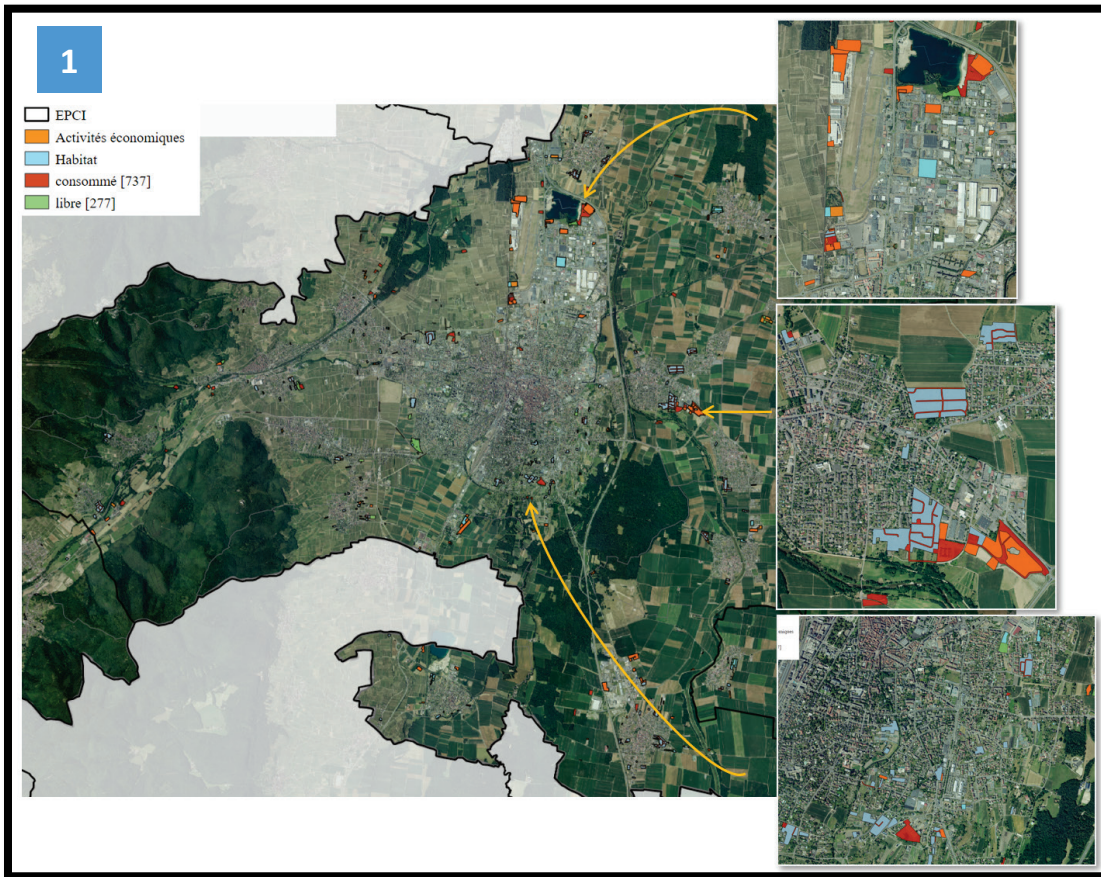 1
EPCI
Activités économiques
Habitat
consommé [737]
libre [277]